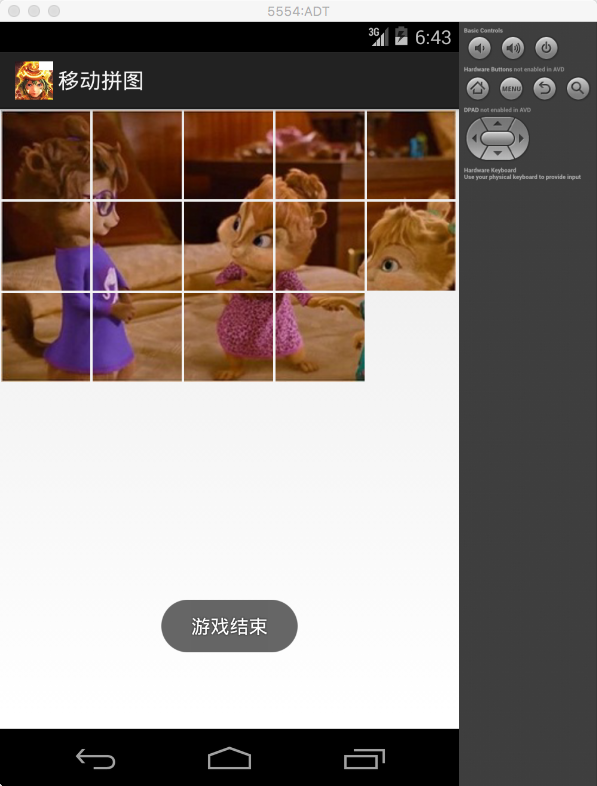 5554:ADT
3G 6:43
移动拼图
Basic Controls
Hardware Buttons not enabled in AVD
MENU
DPAD not enabled in AVD
Hardware Keyboard
Use your physical keyboard to provide input
游戏结束